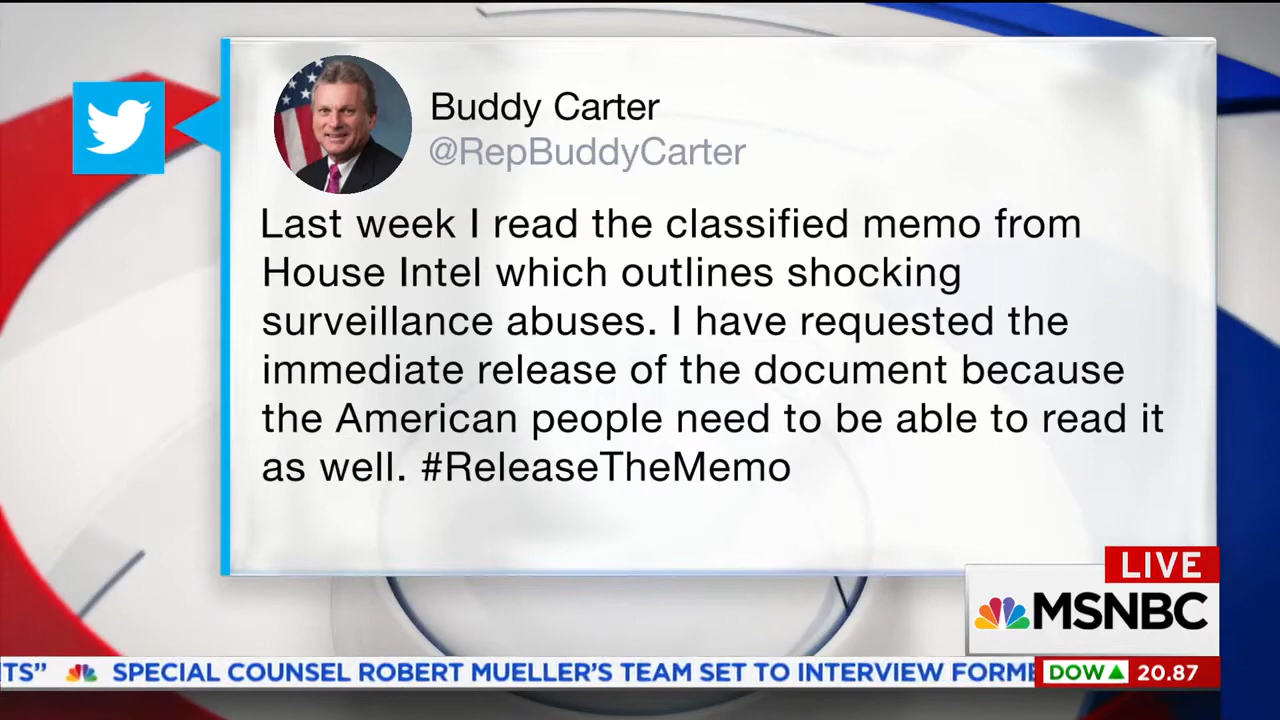 Buddy Carter
@RepBuddyCarter
Last week I read the classified memo from
House Intel which outlines shocking
surveillance abuses. I have requested the
immediate release of the document because
the American people need to be able to read it
as well. #ReleaseTheMemo
LIVE
MSNBC
TS” SPECIAL COUNSEL ROBERT MUELLER’S TEAM SET TO INTERVIEW FORME DOW ▲ 20.87